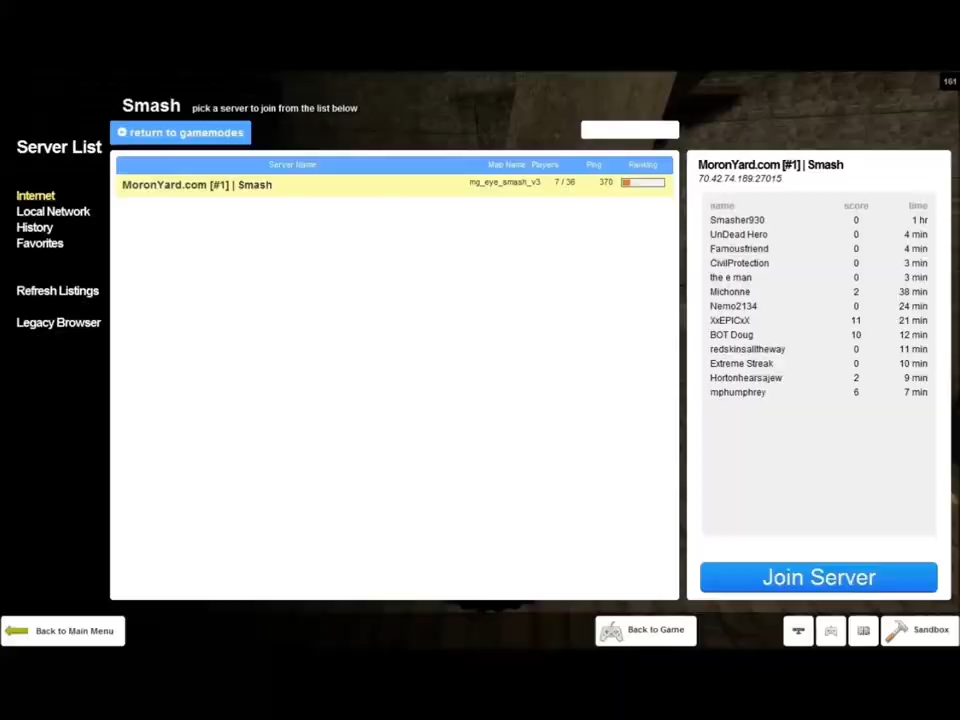 161
Smash pick a server to join from the list below
return to gamemodes
Server List
Server Name Map Name Players Ping Ranking
MoronYard.com [#1] | Smash mg_eye_smash_v3 7 / 36 370
Internet
Local Network
History
Favorites
Refresh Listings
Legacy Browser
MoronYard.com [#1] | Smash
70.42.74.189:27015
name score time
Smasher930 0 1 hr
UnDead Hero 0 4 min
Famousfriend 0 4 min
CivilProtection 0 3 min
the e man 0 3 min
Michonne 2 38 min
Nemo2134 0 24 min
XxEPICxX 11 21 min
BOT Doug 10 12 min
redskinsalltheway 0 11 min
Extreme Streak 0 10 min
Hortonhearsajew 2 9 min
mphumphrey 6 7 min
Join Server
Back to Main Menu
Back to Game
Sandbox